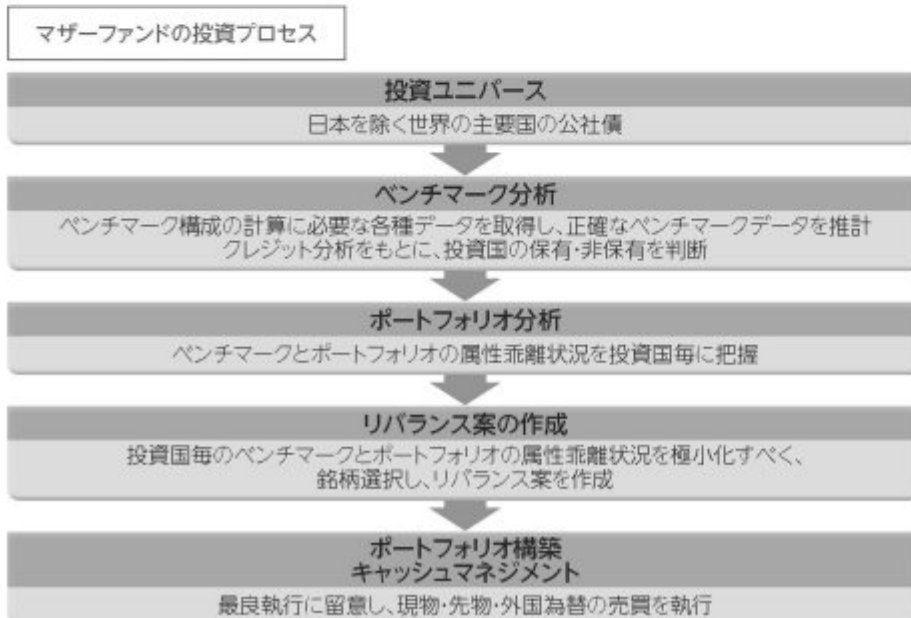 マザーファンドの投資プロセス
投資ユニバース
日本を除く世界の主要国の公社債
ベンチマーク分析
ベンチマーク構成の計算に必要な各種データを取得し、正確なベンチマークデータを推計
クレジット分析をもとに、投資国の保有･非保有を判断
ポートフォリオ分析
ベンチマークとポートフォリオの属性乖離状況を投資国毎に把握
リバランス案の作成
投資国毎のベンチマークとポートフォリオの属性乖離状況を極小化すべく、
銘柄選択し、リバランス案を作成
ポートフォリオ構築
キャッシュマネジメント
最良執行に留意し、現物･先物･外国為替の売買を執行